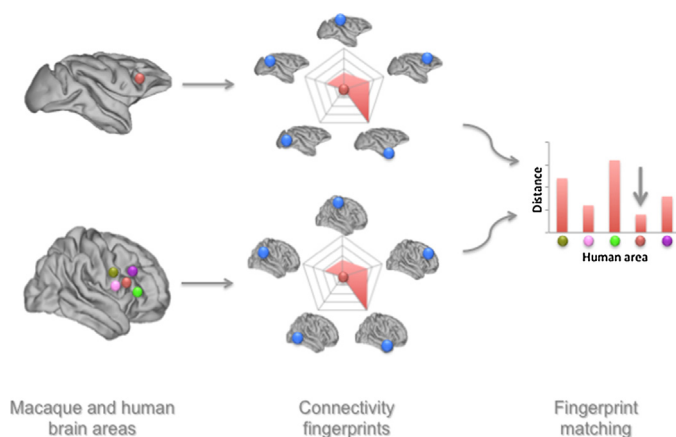 Distance
Human area
Macaque and human
brain areas
Connectivity
fingerprints
Fingerprint
matching